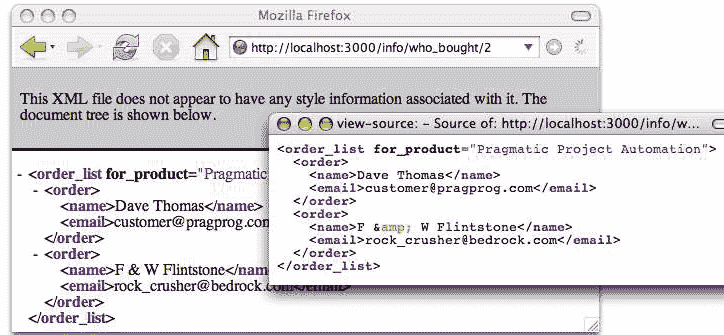 Mozilla Firefox
http://localhost:3000/info/who_bought/2
This XML file does not appear to have any style information associated with it. The
document tree is shown below.
- <order_list for_product="Pragmatic
- <order>
<name>Dave Thomas</name>
<email>customer@pragprog.com</email>
</order>
- <order>
<name>F & W Flintstone</name>
<email>rock_crusher@bedrock.com</email>
</order>
</order_list>
view-source: - Source of: http://localhost:3000/info/w...
<order_list for_product="Pragmatic Project Automation">
<order>
<name>Dave Thomas</name>
<email>customer@pragprog.com</email>
</order>
<order>
<name>F &amp; W Flintstone</name>
<email>rock_crusher@bedrock.com</email>
</order>
</order_list>